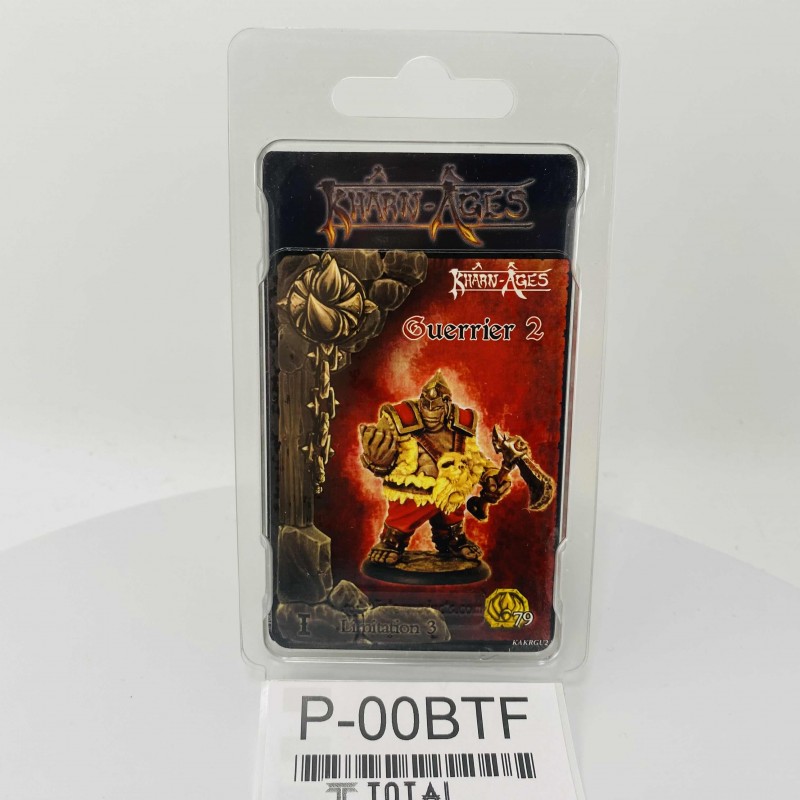 KHÂRN-ÂGES
KHÂRN-ÂGES
Guerrier 2
79
I
Limitation 3
KAKRGU2
P-00BTF
TOTAL